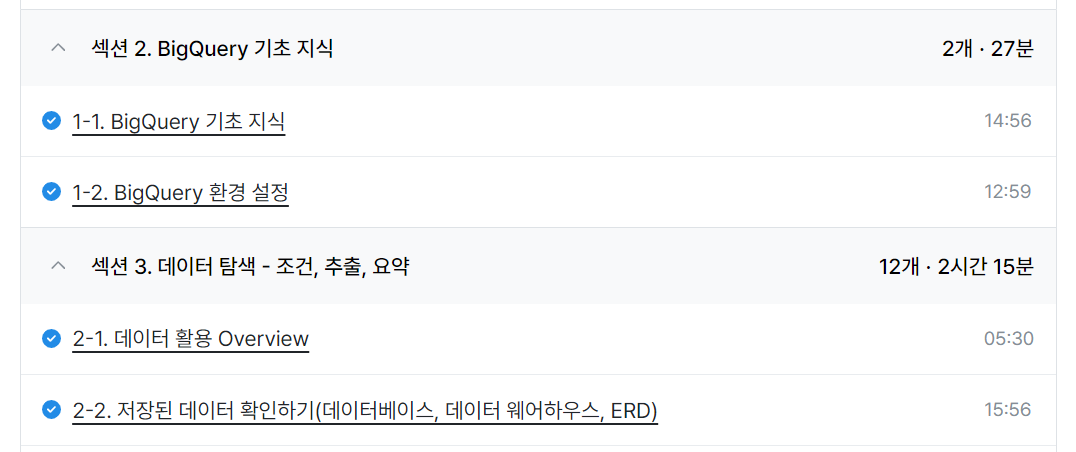 섹션 2. BigQuery 기초 지식 2개 · 27분
1-1. BigQuery 기초 지식 14:56
1-2. BigQuery 환경 설정 12:59
섹션 3. 데이터 탐색 - 조건, 추출, 요약 12개 · 2시간 15분
2-1. 데이터 활용 Overview 05:30
2-2. 저장된 데이터 확인하기(데이터베이스, 데이터 웨어하우스, ERD) 15:56